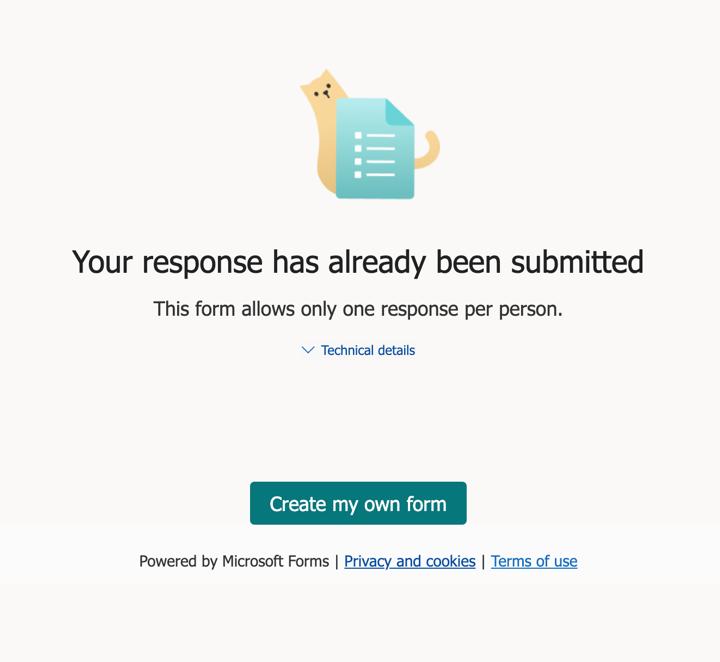 Your response has already been submitted
This form allows only one response per person.
Technical details
Create my own form
Powered by Microsoft Forms | Privacy and cookies | Terms of use